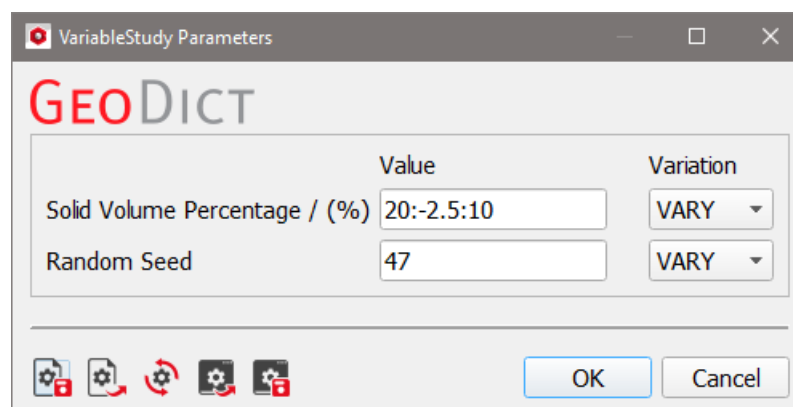 VariableStudy Parameters
GEODICT
Value Variation
Solid Volume Percentage / (%) 20:-2.5:10 VARY
Random Seed 47 VARY
OK Cancel